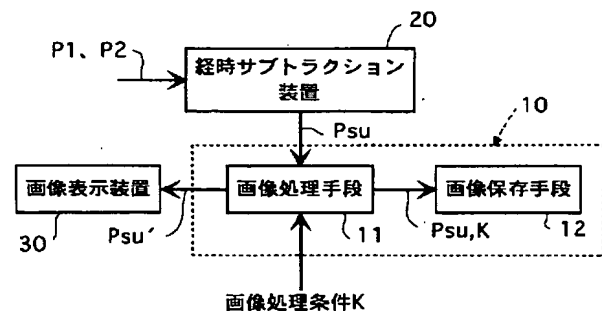 20
P1、P2
経時サブトラクション
装置
Psu
10
画像表示装置
画像処理手段
画像保存手段
30
Psu´
11
Psu,K
12
画像処理条件K